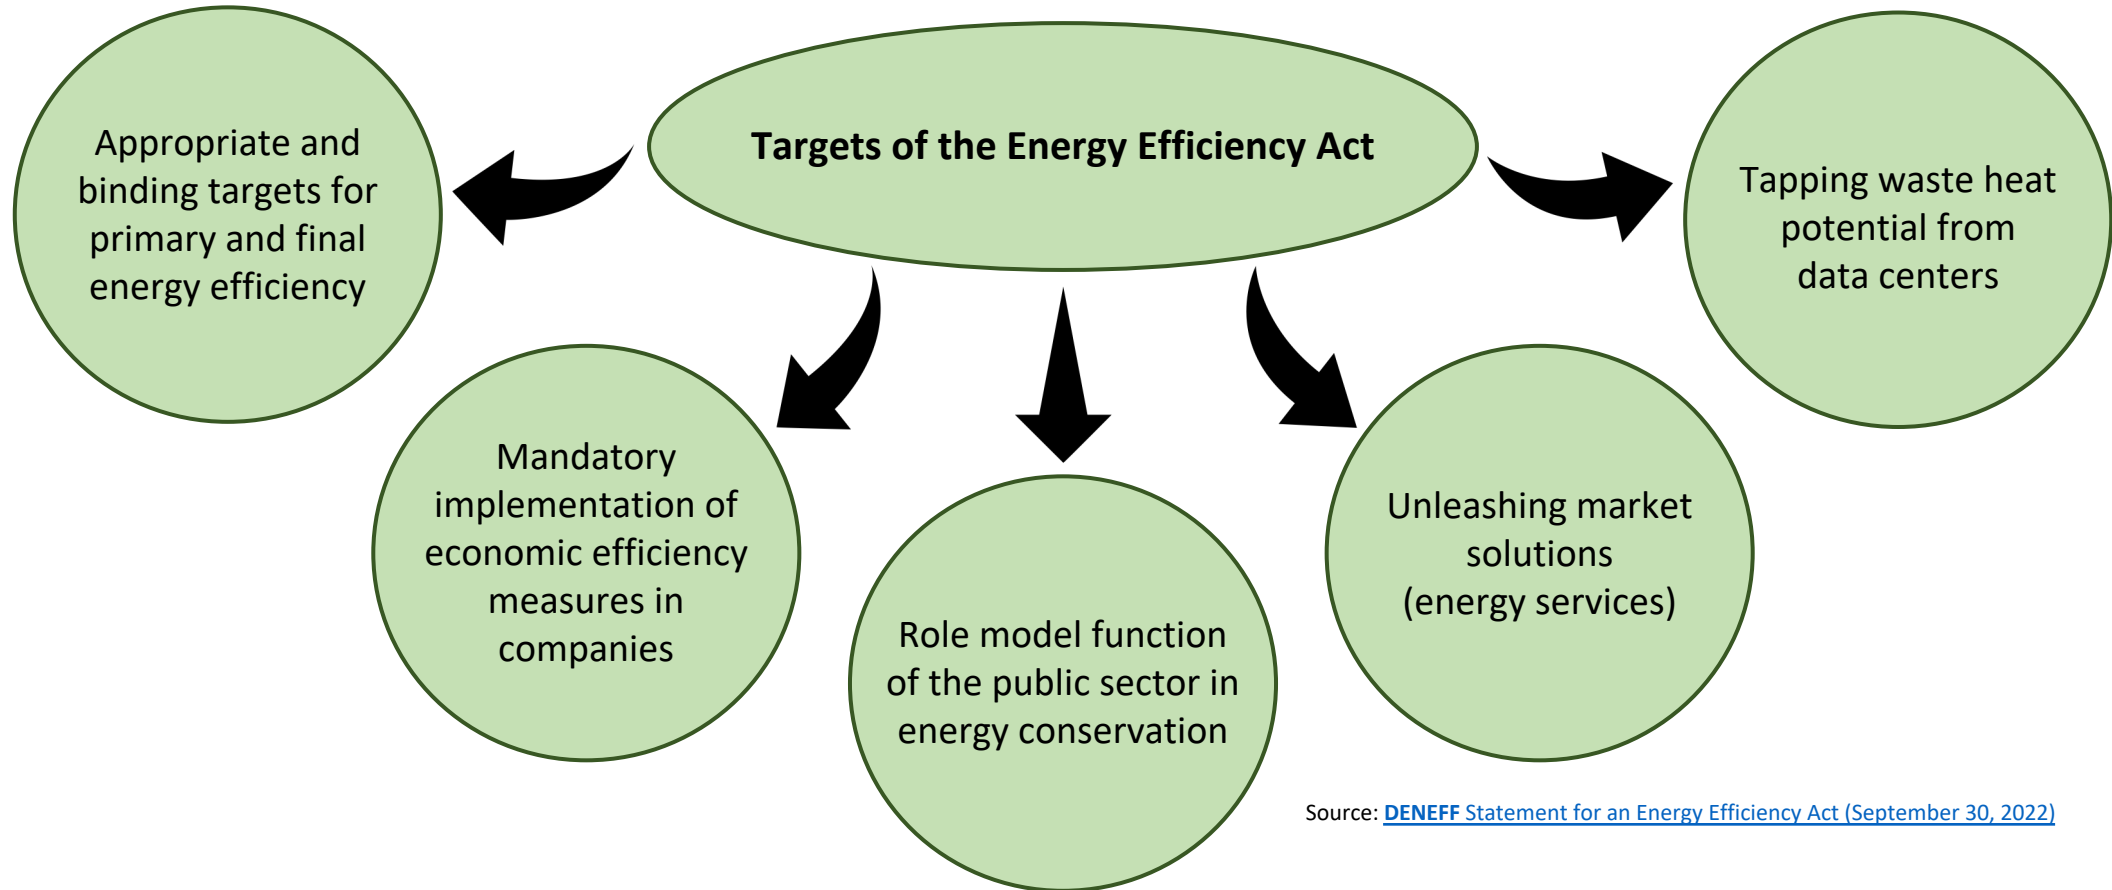 Targets of the Energy Efficiency Act
Appropriate and
binding targets for
primary and final
energy efficiency
Mandatory
implementation of
economic efficiency
measures in
companies
Role model function
of the public sector in
energy conservation
Unleashing market
solutions
(energy services)
Tapping waste heat
potential from
data centers
Source: DENEFF Statement for an Energy Efficiency Act (September 30, 2022)